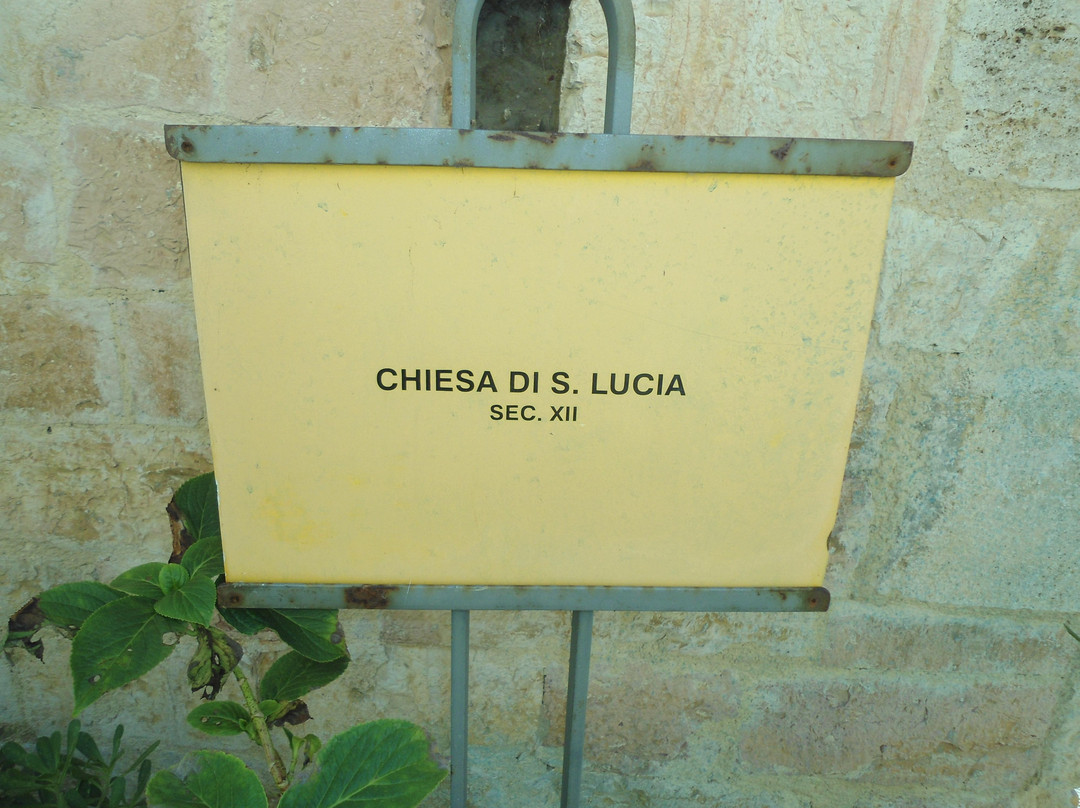 CHIESA DI S. LUCIA
SEC. XII